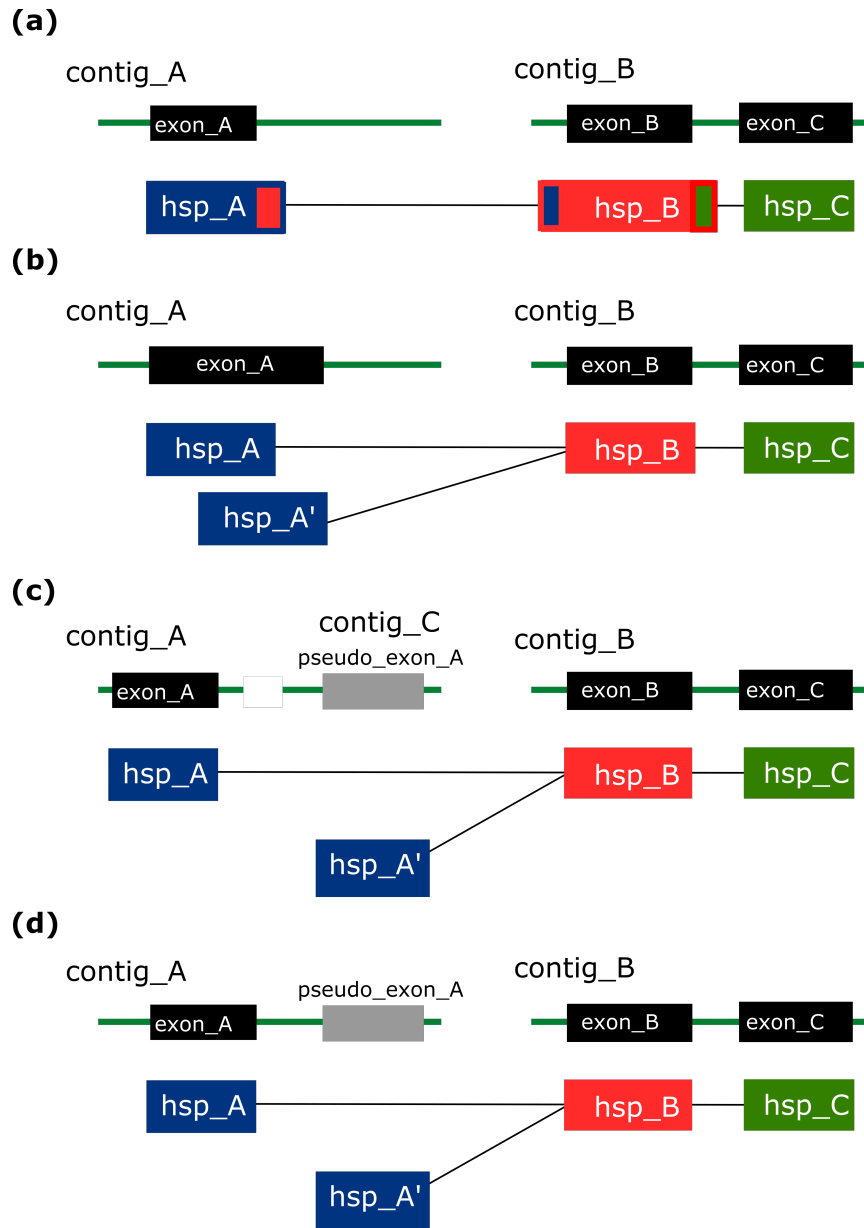 (a)
contig_A contig_B
exon_A exon_B exon_C
hsp_A hsp_B hsp_C
(b)
contig_A contig_B
exon_A exon_B exon_C
hsp_A hsp_B hsp_C
hsp_A'
(c)
contig_A contig_C contig_B
pseudo_exon_A
exon_A exon_B exon_C
hsp_A hsp_B hsp_C
hsp_A'
(d)
contig_A contig_B
pseudo_exon_A
exon_A exon_B exon_C
hsp_A hsp_B hsp_C
hsp_A'